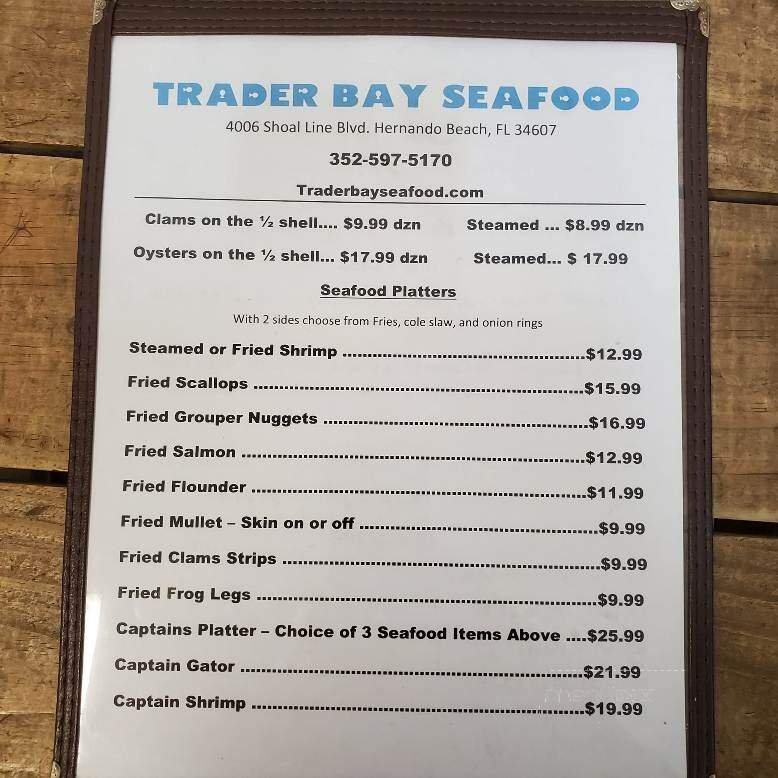 TRADER BAY SEAFOOD
4006 Shoal Line Blvd. Hernando Beach, FL 34607
352-597-5170
Traderbayseafood.com
Clams on the ½ shell.... $9.99 dzn Steamed ... $8.99 dzn
Oysters on the ½ shell... $17.99 dzn Steamed... $ 17.99
Seafood Platters
With 2 sides choose from Fries, cole slaw, and onion rings
Steamed or Fried Shrimp ................................................$12.99
Fried Scallops ................................................................$15.99
Fried Grouper Nuggets ....................................................$16.99
Fried Salmon ..................................................................$12.99
Fried Flounder ................................................................$11.99
Fried Mullet – Skin on or off ..............................................$9.99
Fried Clams Strips .............................................................$9.99
Fried Frog Legs ..................................................................$9.99
Captains Platter – Choice of 3 Seafood Items Above ....$25.99
Captain Gator ..................................................................$21.99
Captain Shrimp ................................................................$19.99